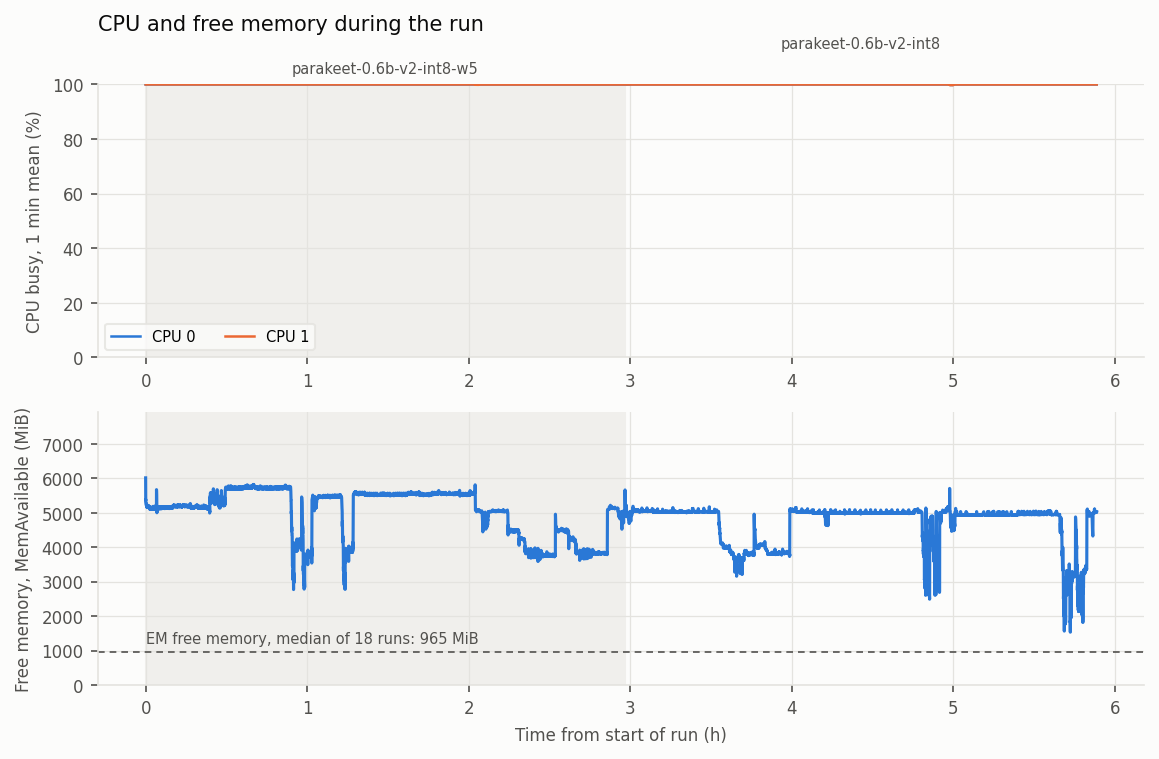 CPU and free memory during the run
parakeet-0.6b-v2-int8
parakeet-0.6b-v2-int8-w5
CPU busy, 1 min mean (%)
100
80
60
40
20
0
CPU 0 CPU 1
0 1 2 3 4 5 6
Free memory, MemAvailable (MiB)
7000
6000
5000
4000
3000
2000
EM free memory, median of 18 runs: 965 MiB
1000
0
0 1 2 3 4 5 6
Time from start of run (h)